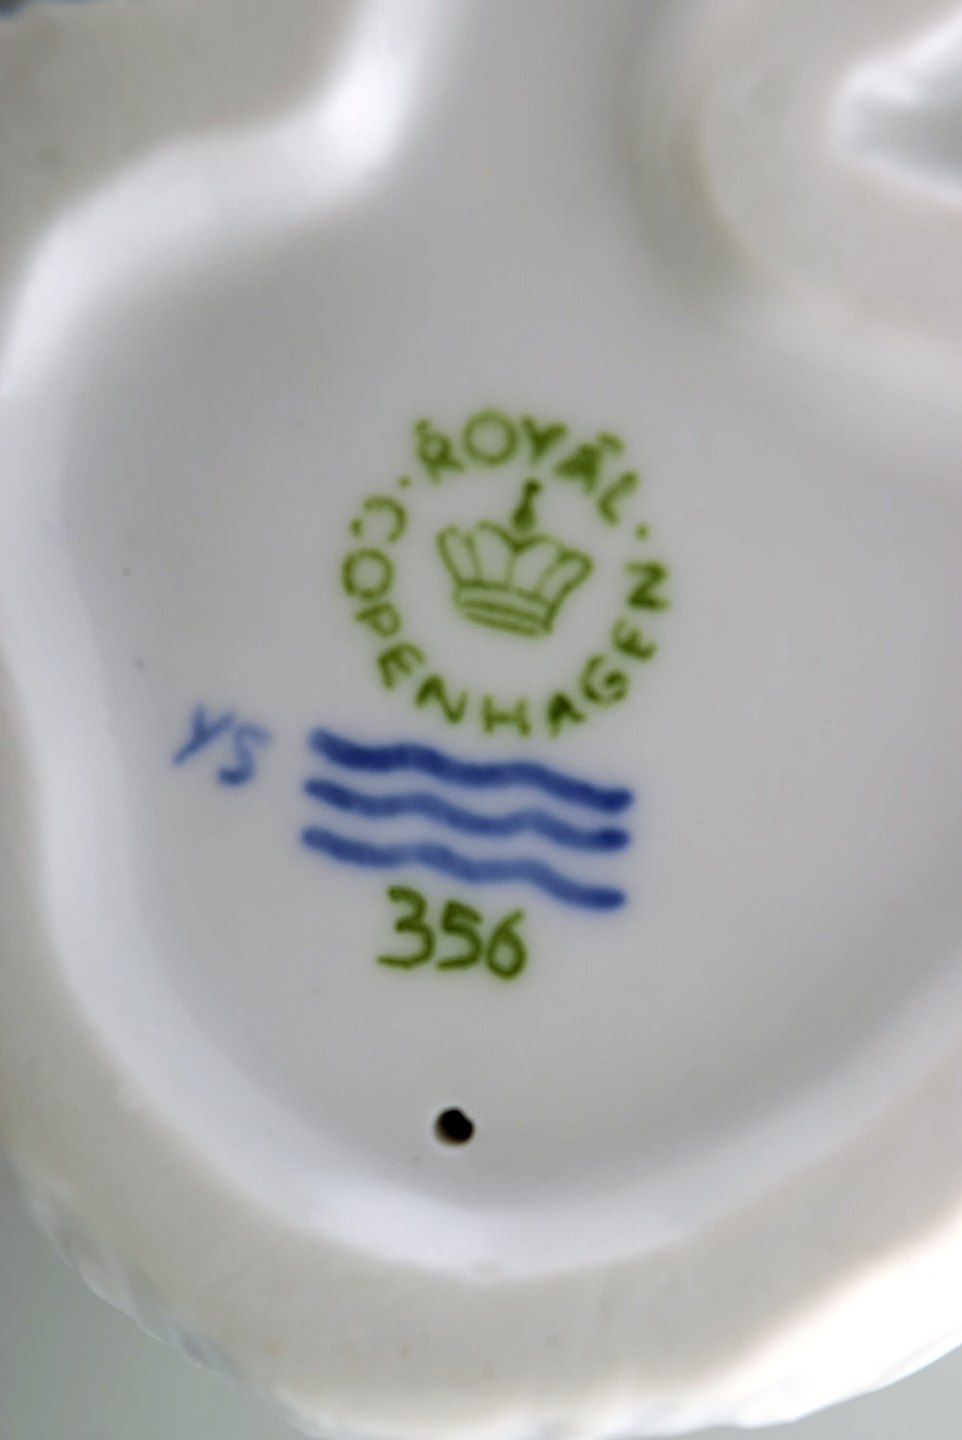 ROYAL · COPENHAGEN ·
YS
356